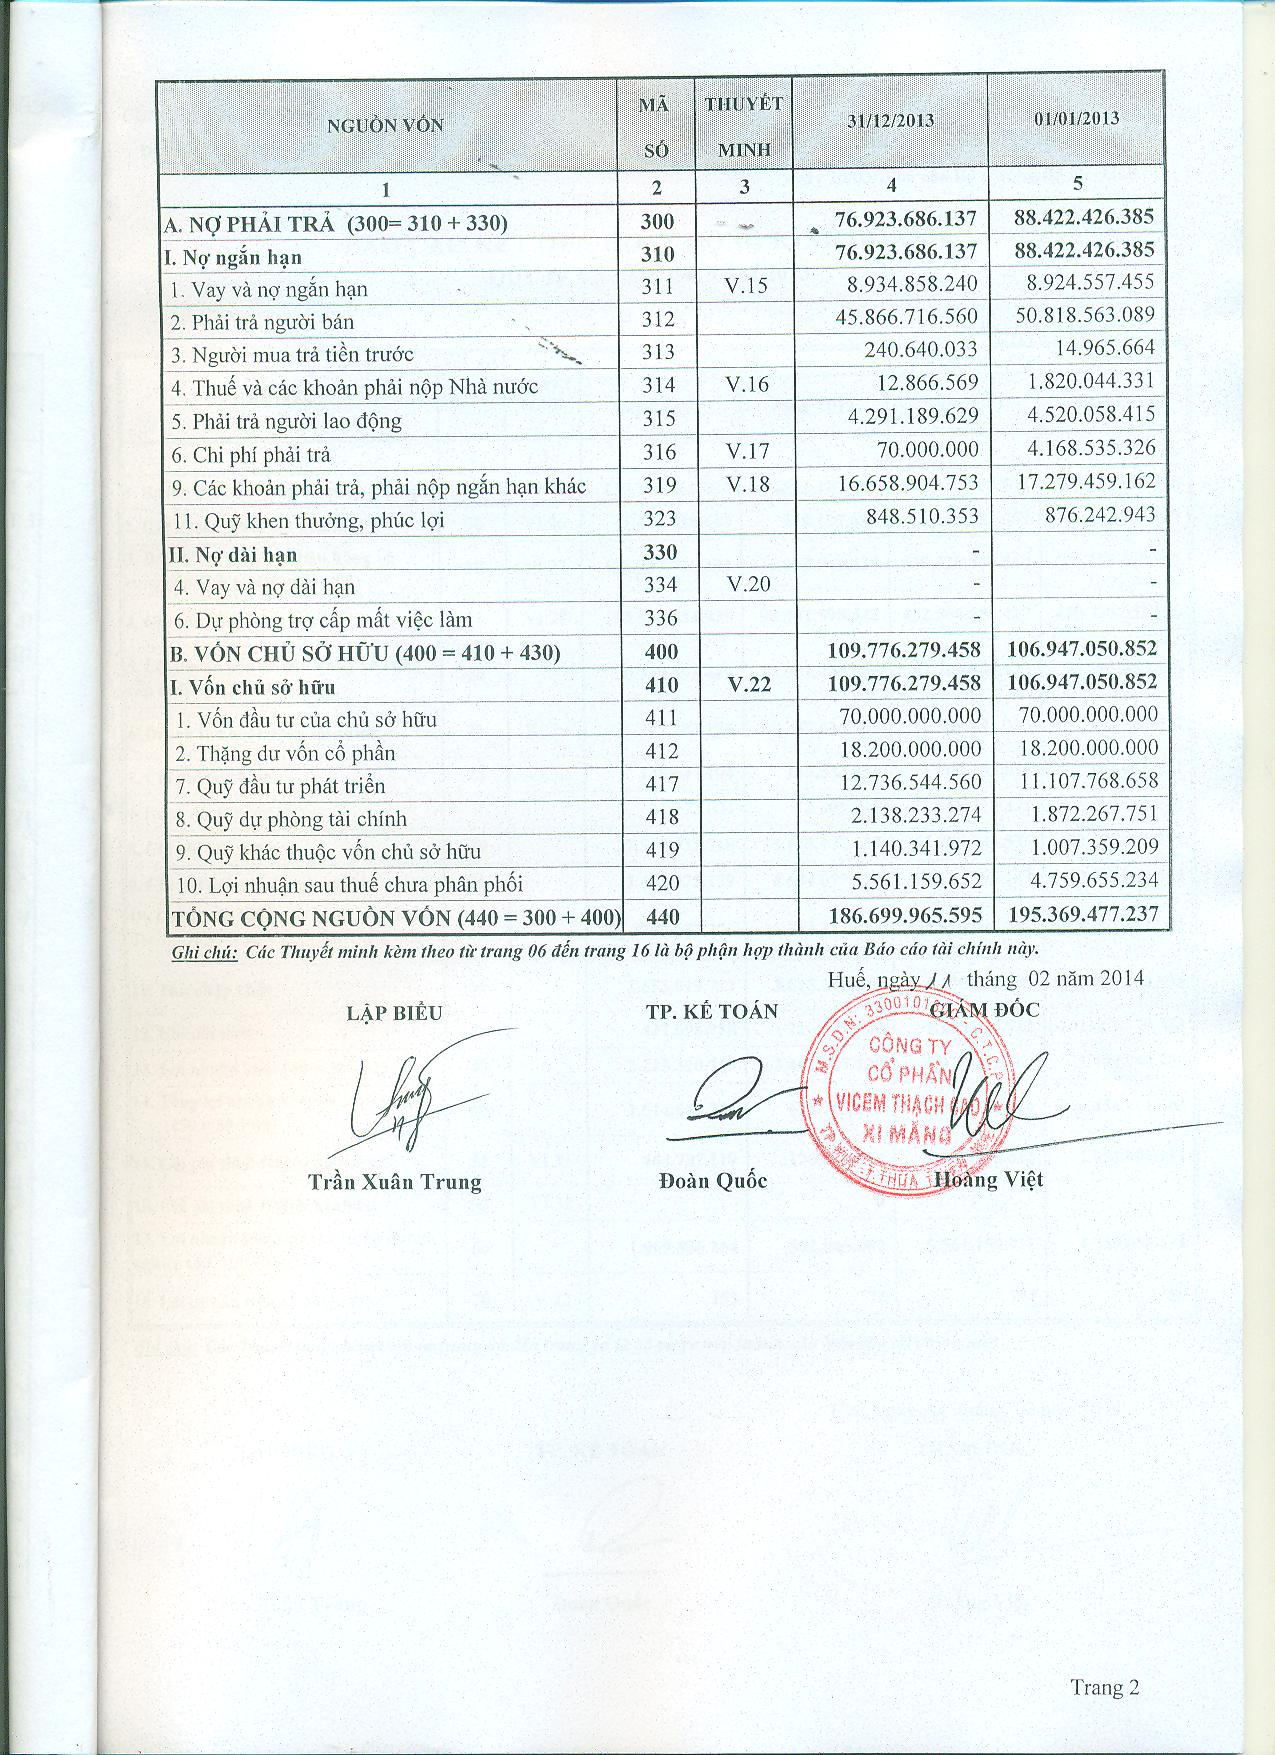 NGUỒN VỐN MÃ SỐ THUYẾT MINH 31/12/2013 01/01/2013
1 2 3 4 5
A. NỢ PHẢI TRẢ (300= 310 + 330) 300 76.923.686.137 88.422.426.385
I. Nợ ngắn hạn 310 76.923.686.137 88.422.426.385
1. Vay và nợ ngắn hạn 311 V.15 8.934.858.240 8.924.557.455
2. Phải trả người bán 312 45.866.716.560 50.818.563.089
3. Người mua trả tiền trước 313 240.640.033 14.965.664
4. Thuế và các khoản phải nộp Nhà nước 314 V.16 12.866.569 1.820.044.331
5. Phải trả người lao động 315 4.291.189.629 4.520.058.415
6. Chi phí phải trả 316 V.17 70.000.000 4.168.535.326
9. Các khoản phải trả, phải nộp ngắn hạn khác 319 V.18 16.658.904.753 17.279.459.162
11. Quỹ khen thưởng, phúc lợi 323 848.510.353 876.242.943
II. Nợ dài hạn 330 - -
4. Vay và nợ dài hạn 334 V.20 - -
6. Dự phòng trợ cấp mất việc làm 336 - -
B. VỐN CHỦ SỞ HỮU (400 = 410 + 430) 400 109.776.279.458 106.947.050.852
I. Vốn chủ sở hữu 410 V.22 109.776.279.458 106.947.050.852
1. Vốn đầu tư của chủ sở hữu 411 70.000.000.000 70.000.000.000
2. Thặng dư vốn cổ phần 412 18.200.000.000 18.200.000.000
7. Quỹ đầu tư phát triển 417 12.736.544.560 11.107.768.658
8. Quỹ dự phòng tài chính 418 2.138.233.274 1.872.267.751
9. Quỹ khác thuộc vốn chủ sở hữu 419 1.140.341.972 1.007.359.209
10. Lợi nhuận sau thuế chưa phân phối 420 5.561.159.652 4.759.655.234
TỔNG CỘNG NGUỒN VỐN (440 = 300 + 400) 440 186.699.965.595 195.369.477.237
Ghi chú: Các Thuyết minh kèm theo từ trang 06 đến trang 16 là bộ phận hợp thành của Báo cáo tài chính này.
Huế, ngày 11 tháng 02 năm 2014
LẬP BIỂU TP. KẾ TOÁN GIÁM ĐỐC
M.S.D.N: C.T.C.P
CÔNG TY
CỔ PHẦN
VICEM THẠCH CAO
XI MĂNG
Trần Xuân Trung Đoàn Quốc Hoàng Việt
Trang 2